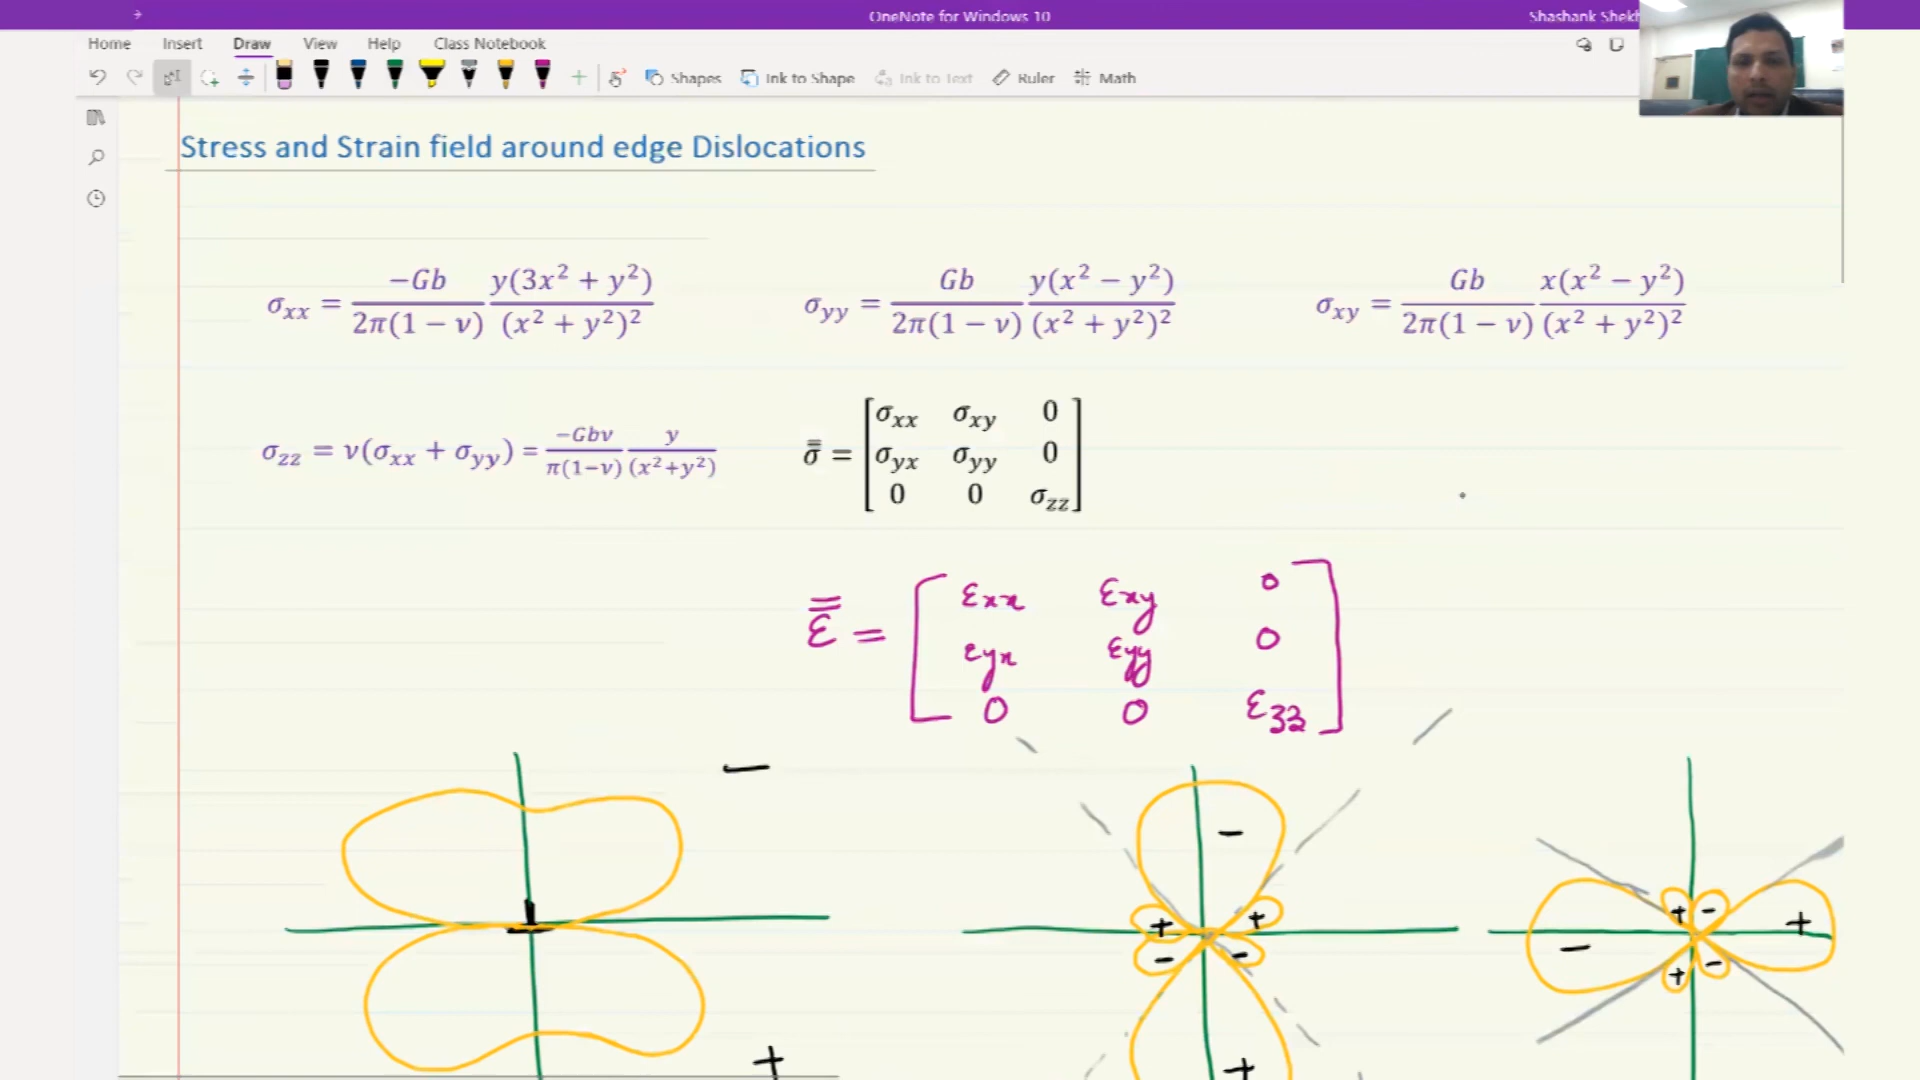 OneNote for Windows 10
Shashank Shekh
Home Insert Draw View Help Class Notebook
Shapes Ink to Shape Ink to Text Ruler Math
Stress and Strain field around edge Dislocations
σxx = −Gb / 2π(1 − ν) y(3x² + y²) / (x² + y²)² σyy = Gb / 2π(1 − ν) y(x² − y²) / (x² + y²)² σxy = Gb / 2π(1 − ν) x(x² − y²) / (x² + y²)²
σzz = ν(σxx + σyy) = −Gbν / π(1−ν) y / (x²+y²)
σ̿ = [σxx σxy 0
σyx σyy 0
0 0 σzz]
ε̿ = [εxx εxy 0
εyx εyy 0
0 0 εzz]
−
−
+ +
− −
+
+ −
− +
+ −
+